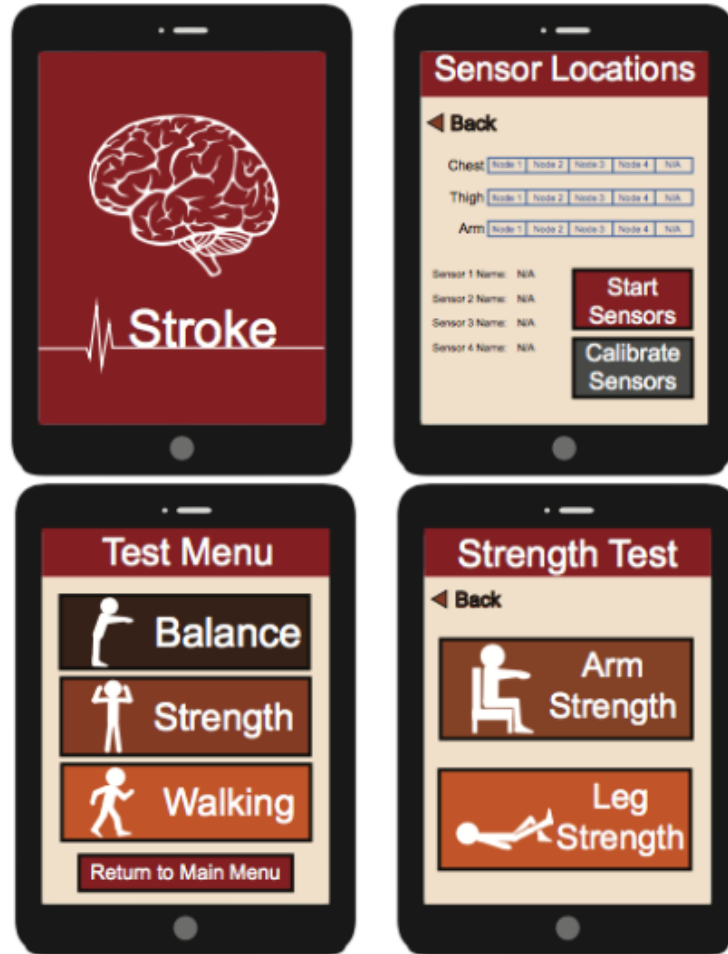 Stroke
Sensor Locations
Back
Chest Node 1 Node 2 Node 3 Node 4 N/A
Thigh Node 1 Node 2 Node 3 Node 4 N/A
Arm Node 1 Node 2 Node 3 Node 4 N/A
Sensor 1 Name: N/A
Sensor 2 Name: N/A
Sensor 3 Name: N/A
Sensor 4 Name: N/A
Start
Sensors
Calibrate
Sensors
Test Menu
Balance
Strength
Walking
Return to Main Menu
Strength Test
Back
Arm
Strength
Leg
Strength